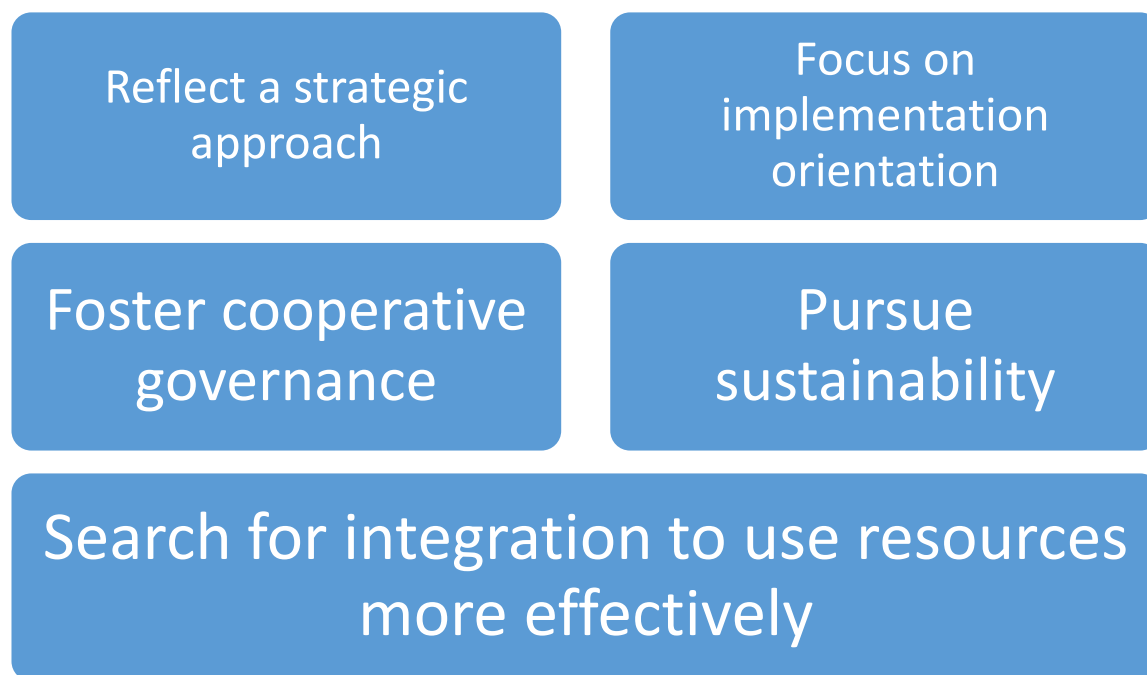 Reflect a strategic
approach
Focus on
implementation
orientation
Foster cooperative
governance
Pursue
sustainability
Search for integration to use resources
more effectively